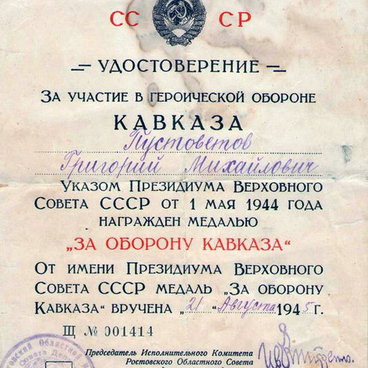 СС СР
УДОСТОВЕРЕНИЕ
ЗА УЧАСТИЕ В ГЕРОИЧЕСКОЙ ОБОРОНЕ
КАВКАЗА
Пустоветов
Григорий Михайлович
УКАЗОМ ПРЕЗИДИУМА ВЕРХОВНОГО
СОВЕТА СССР ОТ 1 МАЯ 1944 ГОДА
НАГРАЖДЕН МЕДАЛЬЮ
„ЗА ОБОРОНУ КАВКАЗА“
ОТ ИМЕНИ ПРЕЗИДИУМА ВЕРХОВНОГО
СОВЕТА СССР МЕДАЛЬ „ЗА ОБОРОНУ
КАВКАЗА“ ВРУЧЕНА „21“ Августа 1945 г.
Щ № 001414
Председатель Исполнительного Комитета
Ростовского Областного Совета